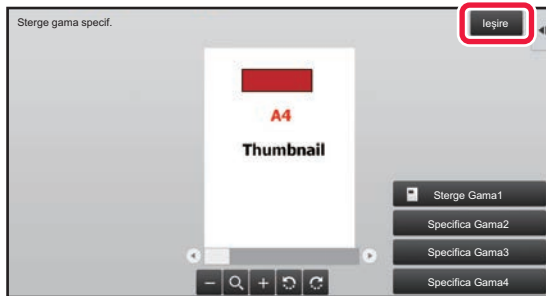 Sterge gama specif.
Ieşire
A4
Thumbnail
Sterge Gama1
Specifica Gama2
Specifica Gama3
Specifica Gama4